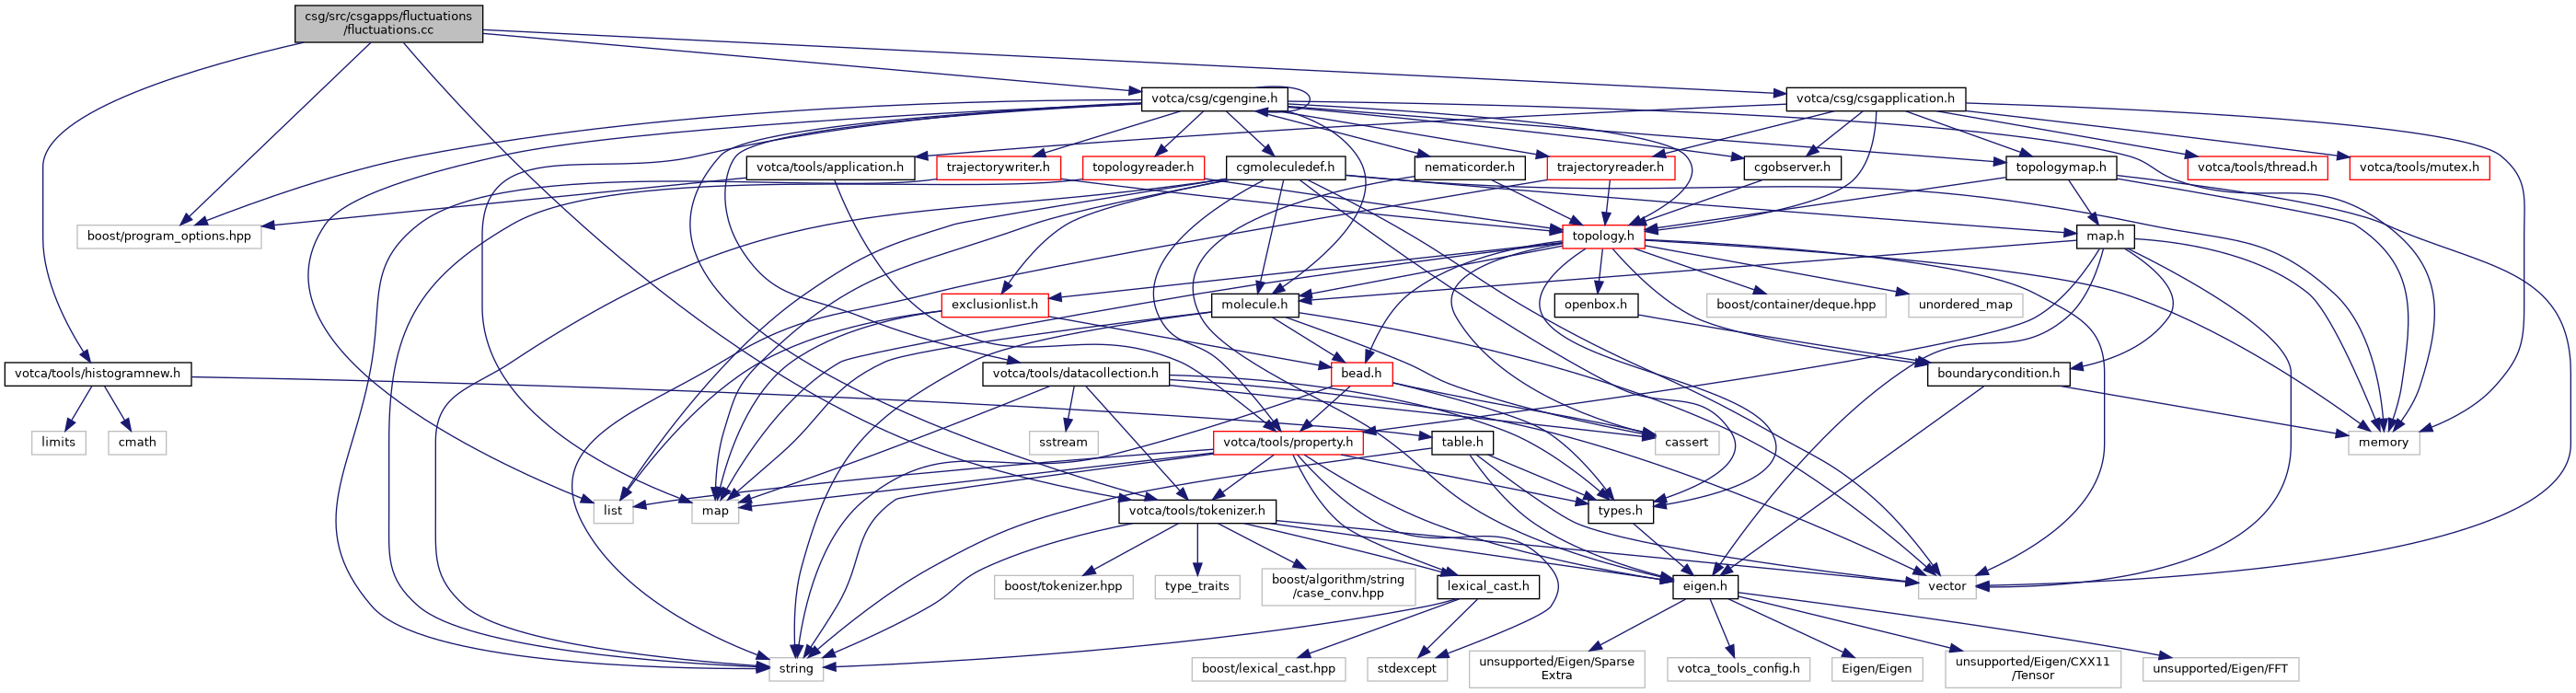 csg/src/csgapps/fluctuations
/fluctuations.cc
votca/csg/cgengine.h
votca/csg/csgapplication.h
votca/tools/application.h
trajectorywriter.h
topologyreader.h
cgmoleculedef.h
nematicorder.h
trajectoryreader.h
cgobserver.h
topologymap.h
votca/tools/thread.h
votca/tools/mutex.h
boost/program_options.hpp
topology.h
map.h
exclusionlist.h
molecule.h
openbox.h
boost/container/deque.hpp
unordered_map
votca/tools/histogramnew.h
votca/tools/datacollection.h
bead.h
boundarycondition.h
limits
cmath
sstream
votca/tools/property.h
table.h
cassert
memory
list
map
votca/tools/tokenizer.h
types.h
boost/tokenizer.hpp
type_traits
boost/algorithm/string
/case_conv.hpp
lexical_cast.h
eigen.h
vector
string
boost/lexical_cast.hpp
stdexcept
unsupported/Eigen/Sparse
Extra
votca_tools_config.h
Eigen/Eigen
unsupported/Eigen/CXX11
/Tensor
unsupported/Eigen/FFT